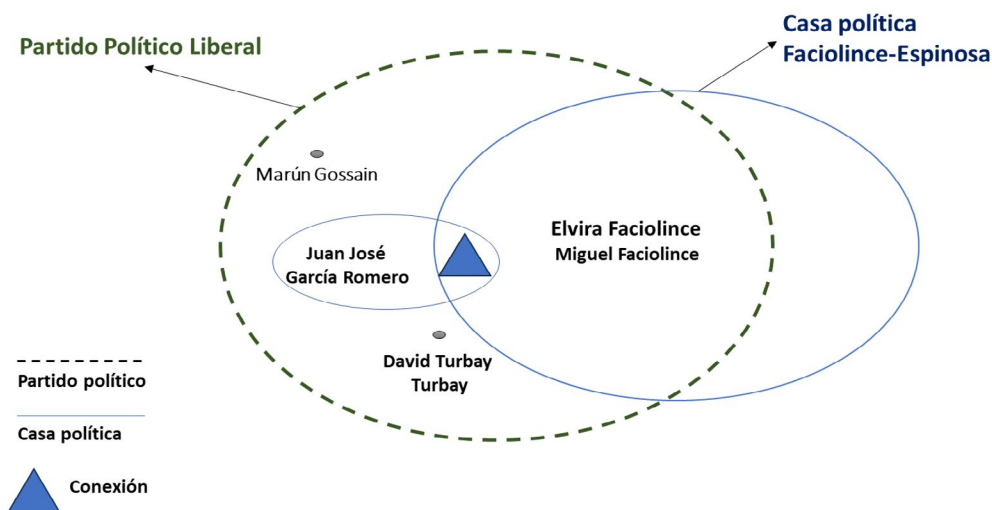 Casa política
Faciolince-Espinosa
Partido Político Liberal
Marún Gossain
Elvira Faciolince
Miguel Faciolince
Juan José
García Romero
David Turbay
Turbay
Partido político
Casa política
Conexión